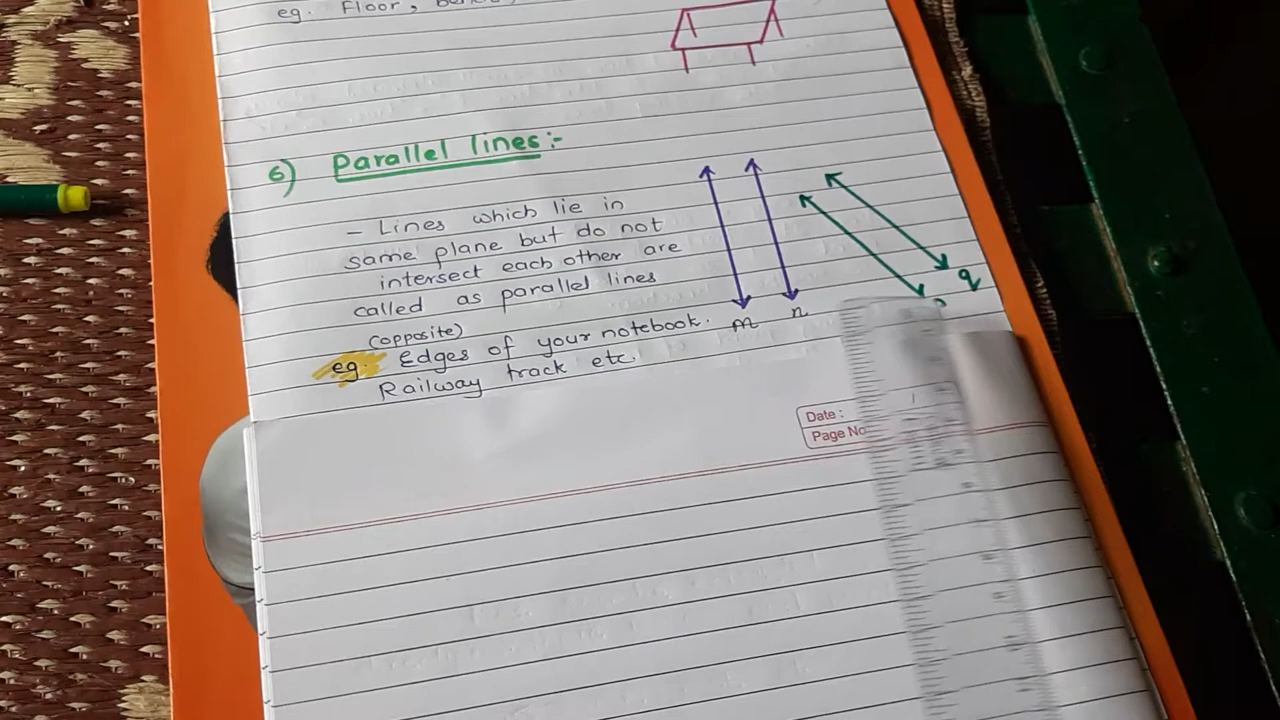 eg. Floor,
6) Parallel lines:-
- Lines which lie in
same plane but do not
intersect each other are
called as parallel lines
(opposite)
eg. Edges of your notebook.
Railway track etc.
m n
q
Date :
Page No